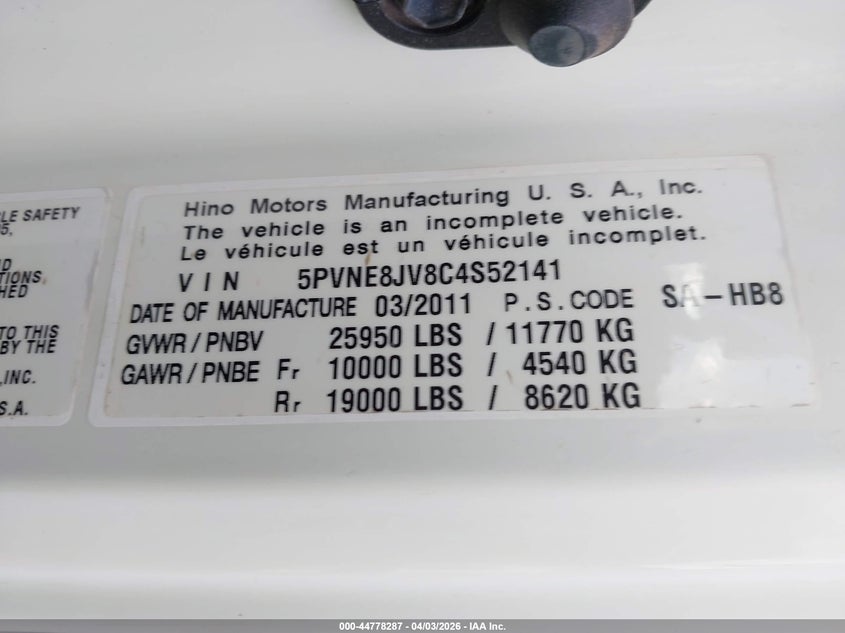 LE SAFETY
5,
D
TIONS,
HED
TO THIS
BY THE
,INC.
S.A.
Hino Motors Manufacturing U. S. A., Inc.
The vehicle is an incomplete vehicle.
Le véhicule est un véhicule incomplet.
VIN 5PVNE8JV8C4S52141
DATE OF MANUFACTURE 03/2011 P.S.CODE SA-HB8
GVWR/PNBV 25950 LBS / 11770 KG
GAWR/PNBE Fr 10000 LBS / 4540 KG
Rr 19000 LBS / 8620 KG
000-44778287 - 04/03/2026 - IAA Inc.